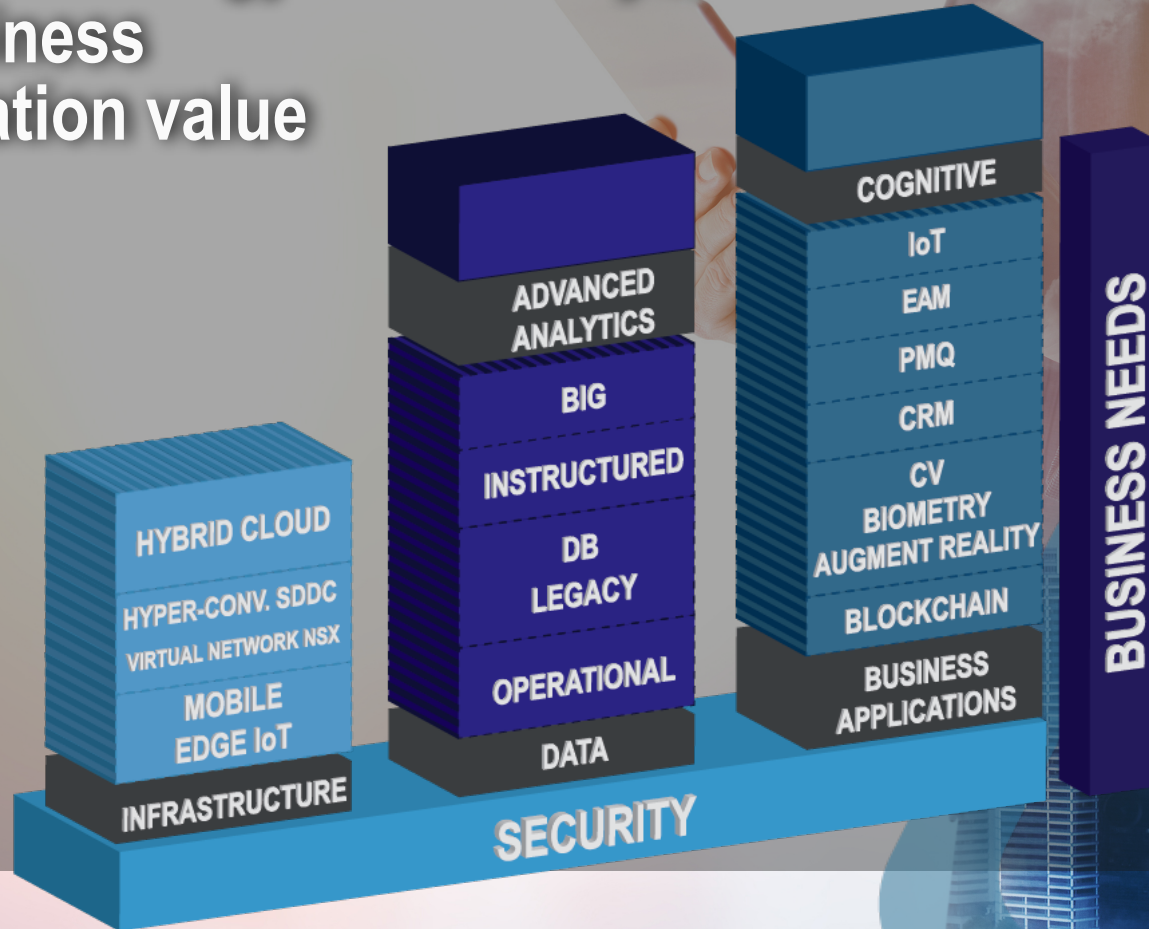 iness
ation value
HYBRID CLOUD
HYPER-CONV. SDDC
VIRTUAL NETWORK NSX
MOBILE
EDGE IoT
INFRASTRUCTURE
ADVANCED
ANALYTICS
BIG
INSTRUCTURED
DB
LEGACY
OPERATIONAL
DATA
COGNITIVE
IoT
EAM
PMQ
CRM
CV
BIOMETRY
AUGMENT REALITY
BLOCKCHAIN
BUSINESS
APPLICATIONS
SECURITY
BUSINESS NEEDS